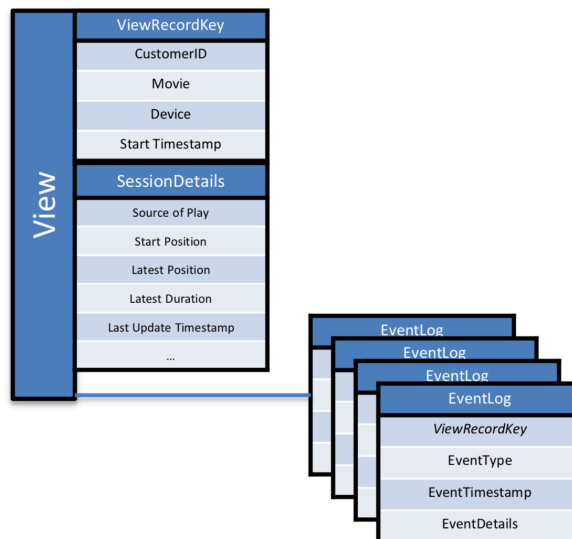 View
ViewRecordKey
CustomerID
Movie
Device
Start Timestamp
SessionDetails
Source of Play
Start Position
Latest Position
Latest Duration
Last Update Timestamp
...
EventLog
EventLog
EventLog
EventLog
ViewRecordKey
EventType
EventTimestamp
EventDetails